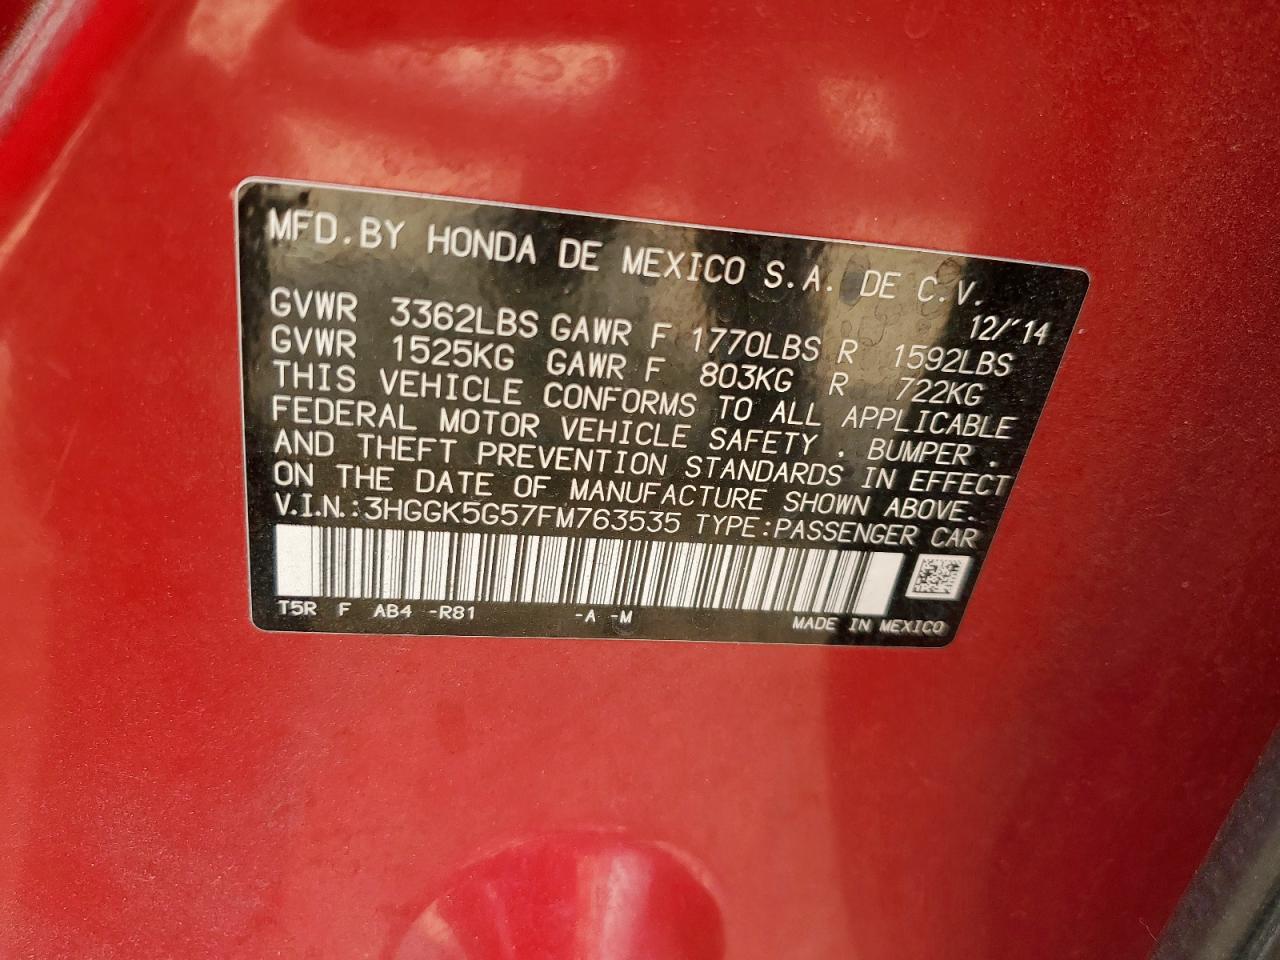 MFD.BY HONDA DE MEXICO S.A. DE C.V.
12/'14
GVWR 3362LBS GAWR F 1770LBS R 1592LBS
GVWR 1525KG GAWR F 803KG R 722KG
THIS VEHICLE CONFORMS TO ALL APPLICABLE
FEDERAL MOTOR VEHICLE SAFETY , BUMPER ,
AND THEFT PREVENTION STANDARDS IN EFFECT
ON THE DATE OF MANUFACTURE SHOWN ABOVE.
V.I.N.:3HGGK5G57FM763535 TYPE:PASSENGER CAR
T5R F AB4 -R81 -A -M MADE IN MEXICO